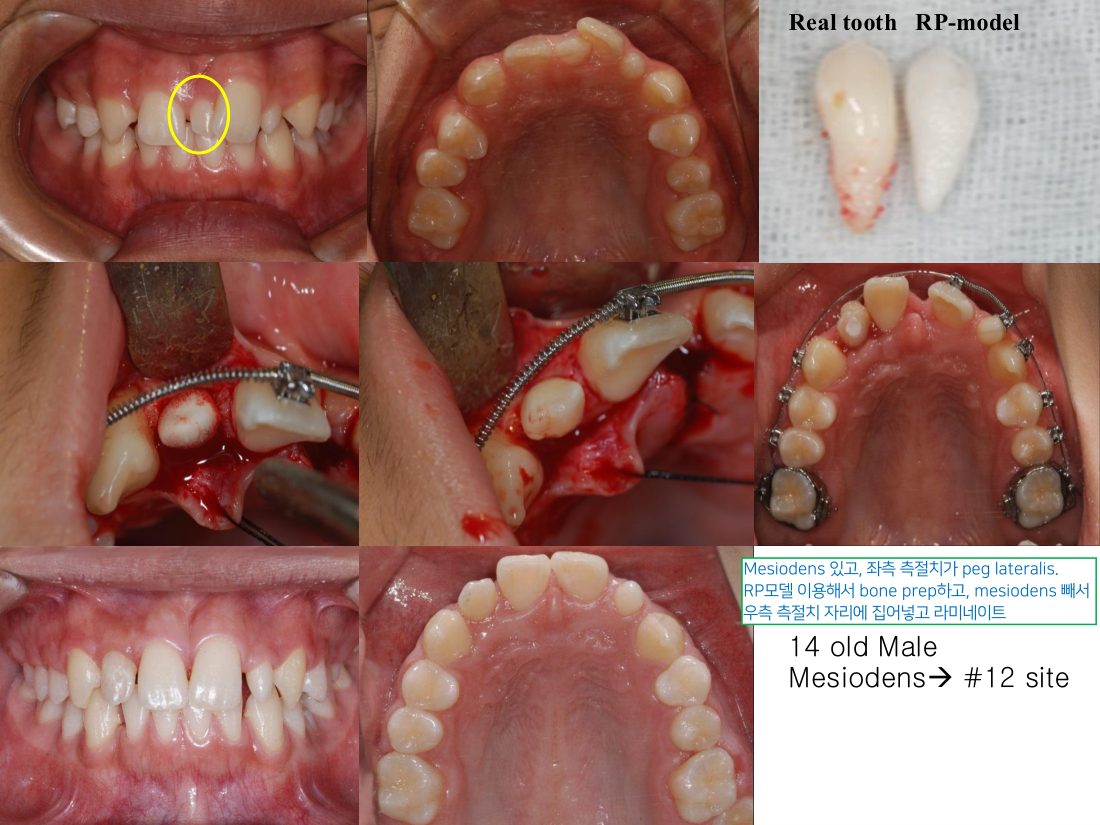 Real tooth RP-model
Mesiodens 있고, 좌측 측절치가 peg lateralis.
RP모델 이용해서 bone prep하고, mesiodens 빼서
우측 측절치 자리에 집어넣고 라미네이트
14 old Male
Mesiodens→ #12 site